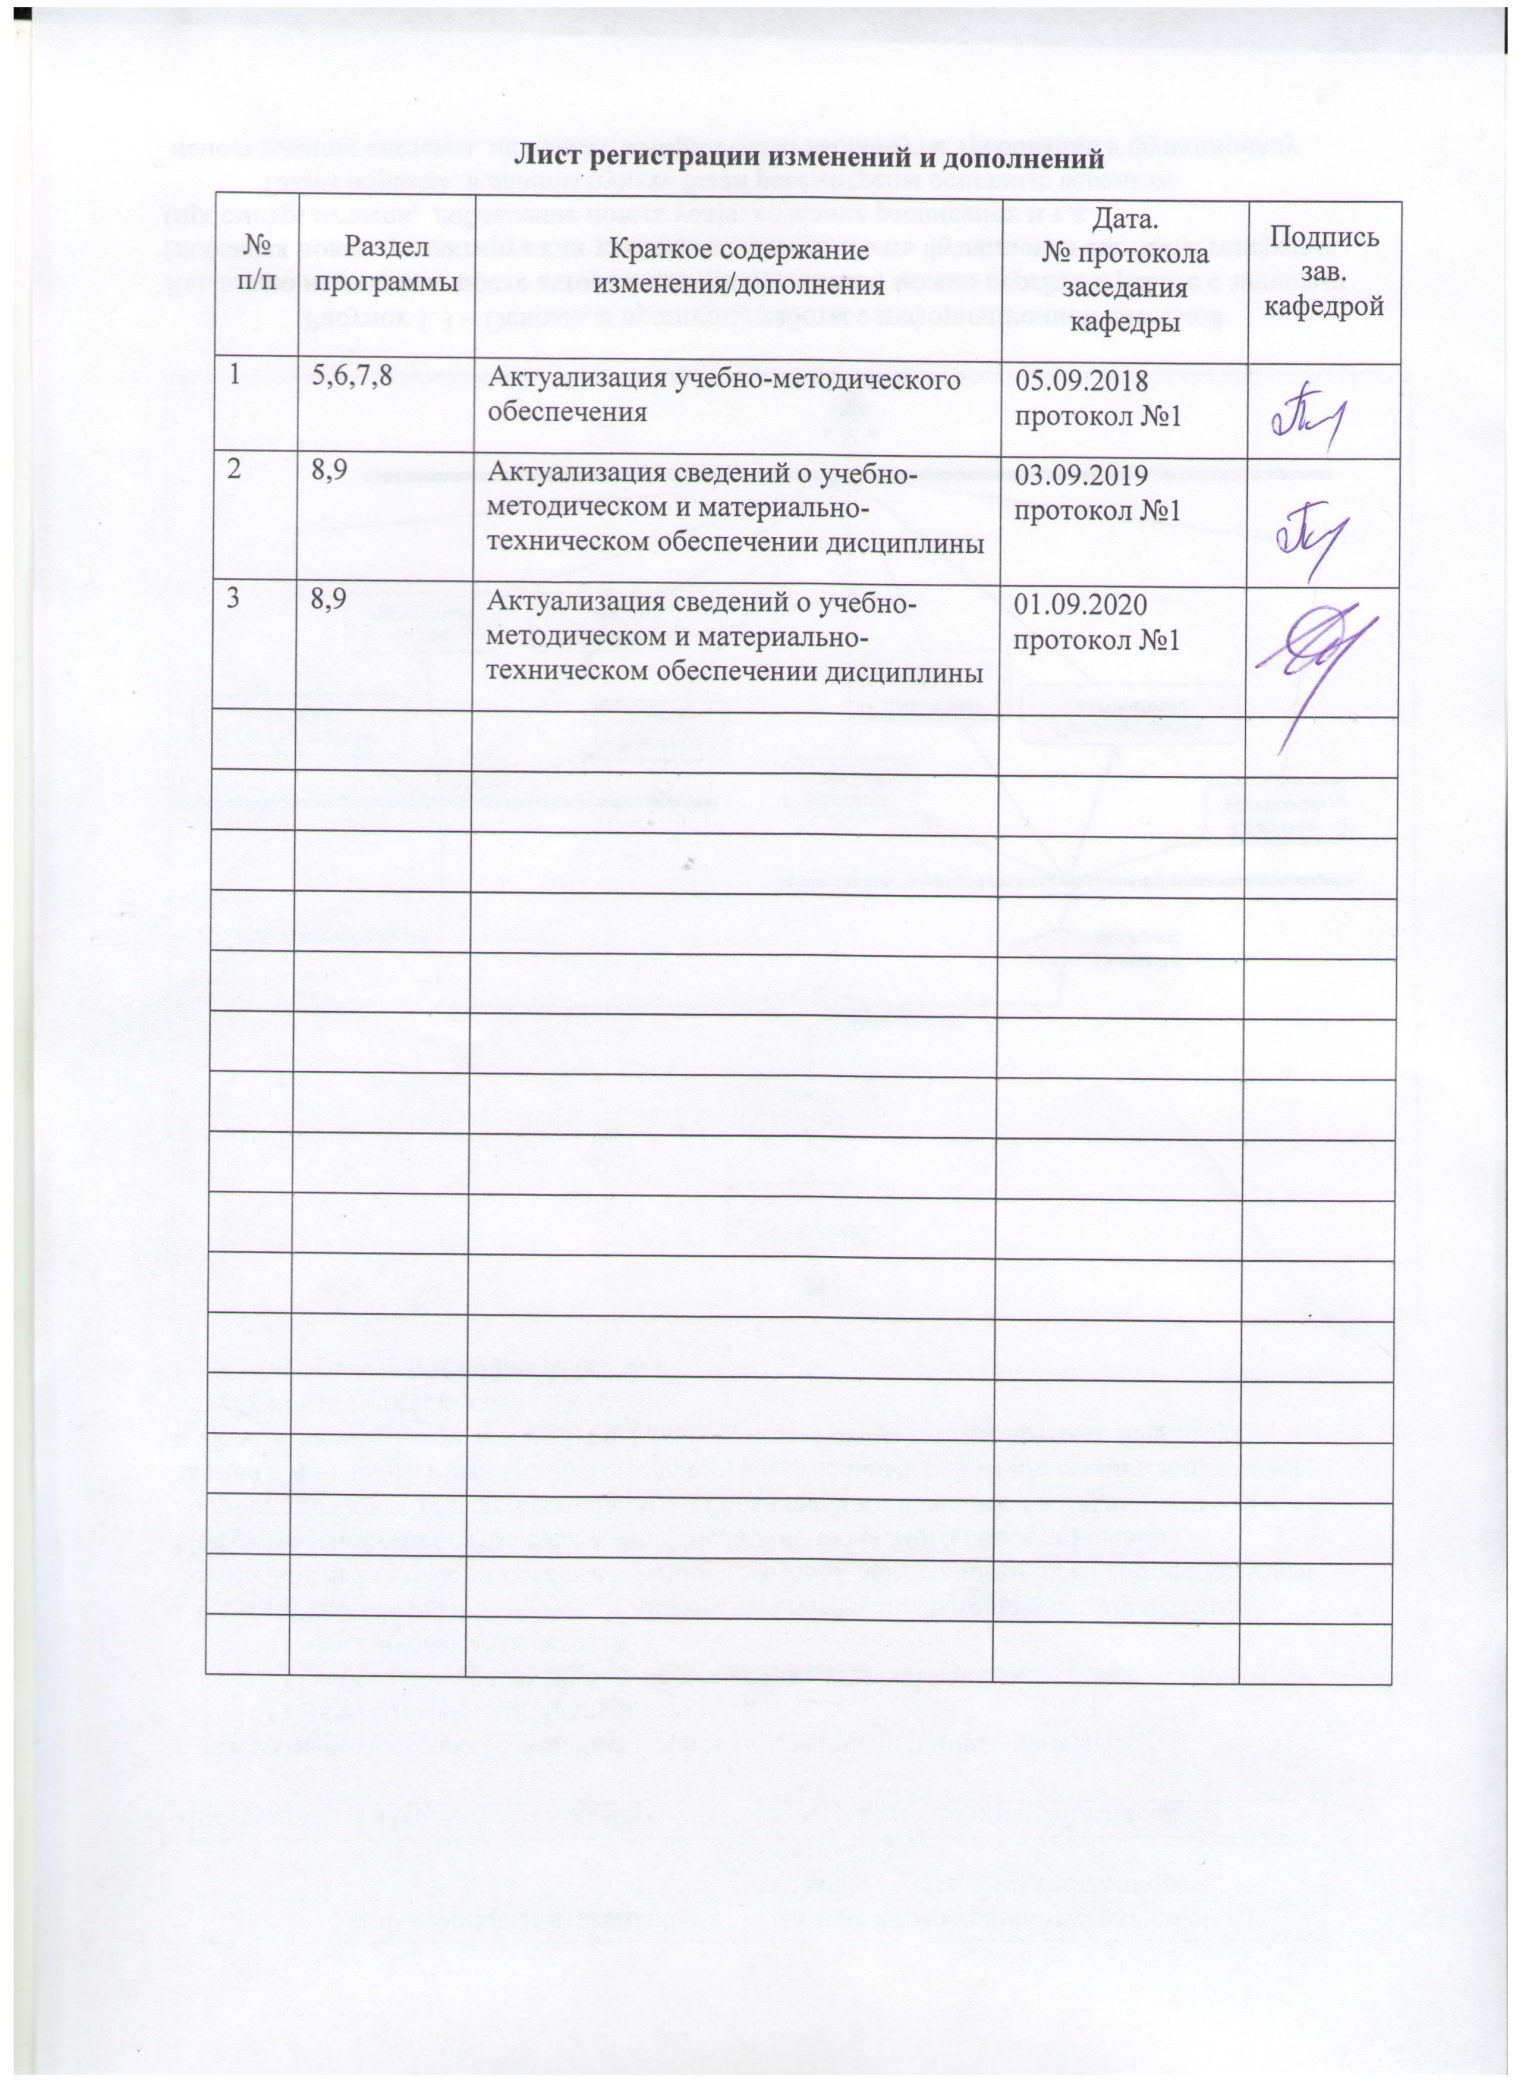 Лист регистрации изменений и дополнений
№
п/п
Раздел
программы
Краткое содержание
изменения/дополнения
Дата.
№ протокола
заседания
кафедры
Подпись
зав.
кафедрой
1
5,6,7,8
Актуализация учебно-методического
обеспечения
05.09.2018
протокол №1
2
8,9
Актуализация сведений о учебно-
методическом и материально-
техническом обеспечении дисциплины
03.09.2019
протокол №1
3
8,9
Актуализация сведений о учебно-
методическом и материально-
техническом обеспечении дисциплины
01.09.2020
протокол №1